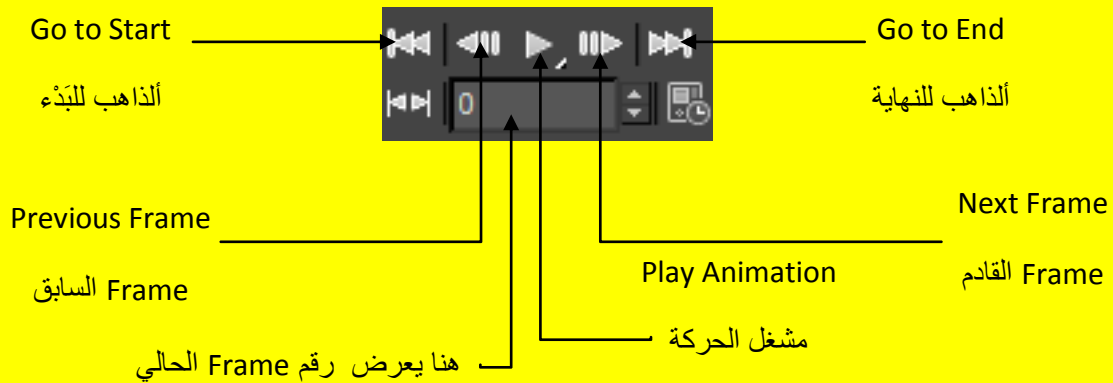 Go to Start
ألذاهب للبَدْء
Go to End
ألذاهب للنهاية
0
Previous Frame
Frame السابق
Next Frame
Frame القادم
Play Animation
مشغل الحركة
هنا يعرض رقم Frame الحالي